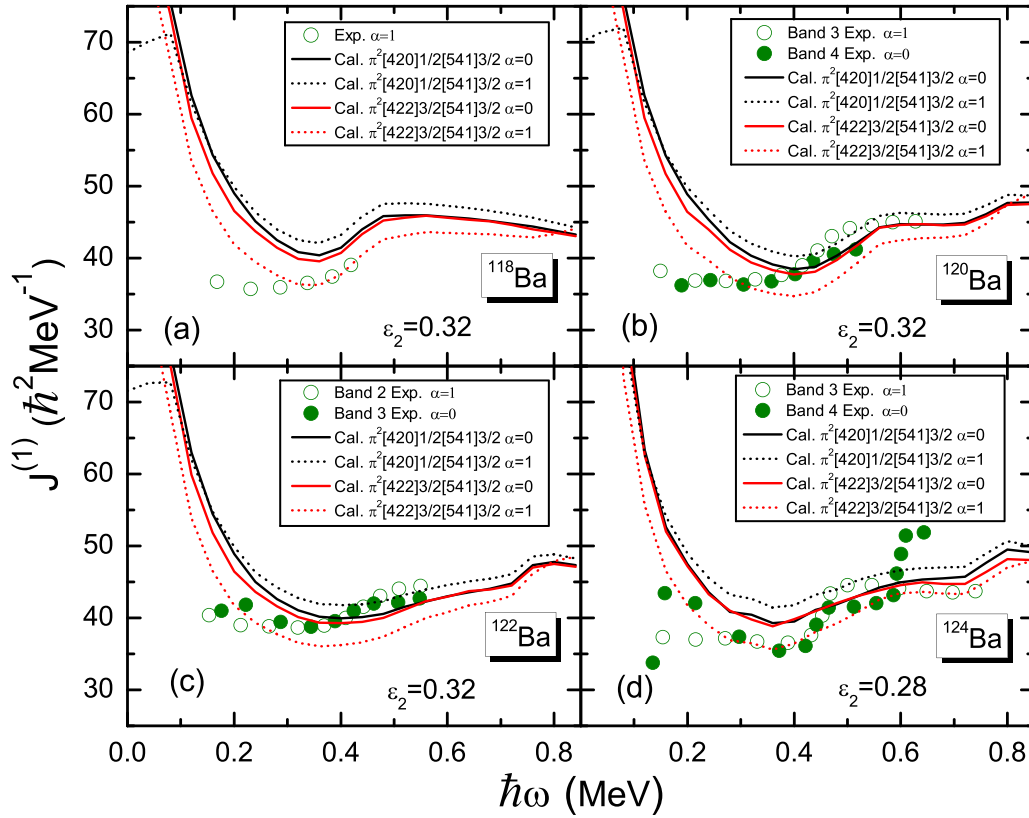 J⁽¹⁾ (ℏ²MeV⁻¹)
70
60
50
40
30
Exp. α=1
Cal. π²[420]1/2[541]3/2 α=0
Cal. π²[420]1/2[541]3/2 α=1
Cal. π²[422]3/2[541]3/2 α=0
Cal. π²[422]3/2[541]3/2 α=1
¹¹⁸Ba
(a)
ε₂=0.32
Band 3 Exp. α=1
Band 4 Exp. α=0
Cal. π²[420]1/2[541]3/2 α=0
Cal. π²[420]1/2[541]3/2 α=1
Cal. π²[422]3/2[541]3/2 α=0
Cal. π²[422]3/2[541]3/2 α=1
¹²⁰Ba
(b)
ε₂=0.32
70
60
50
40
30
Band 2 Exp. α=1
Band 3 Exp. α=0
Cal. π²[420]1/2[541]3/2 α=0
Cal. π²[420]1/2[541]3/2 α=1
Cal. π²[422]3/2[541]3/2 α=0
Cal. π²[422]3/2[541]3/2 α=1
¹²²Ba
(c)
ε₂=0.32
Band 3 Exp. α=1
Band 4 Exp. α=0
Cal. π²[420]1/2[541]3/2 α=0
Cal. π²[420]1/2[541]3/2 α=1
Cal. π²[422]3/2[541]3/2 α=0
Cal. π²[422]3/2[541]3/2 α=1
¹²⁴Ba
(d)
ε₂=0.28
0.0 0.2 0.4 0.6 0.8 0.2 0.4 0.6 0.8
ℏω (MeV)